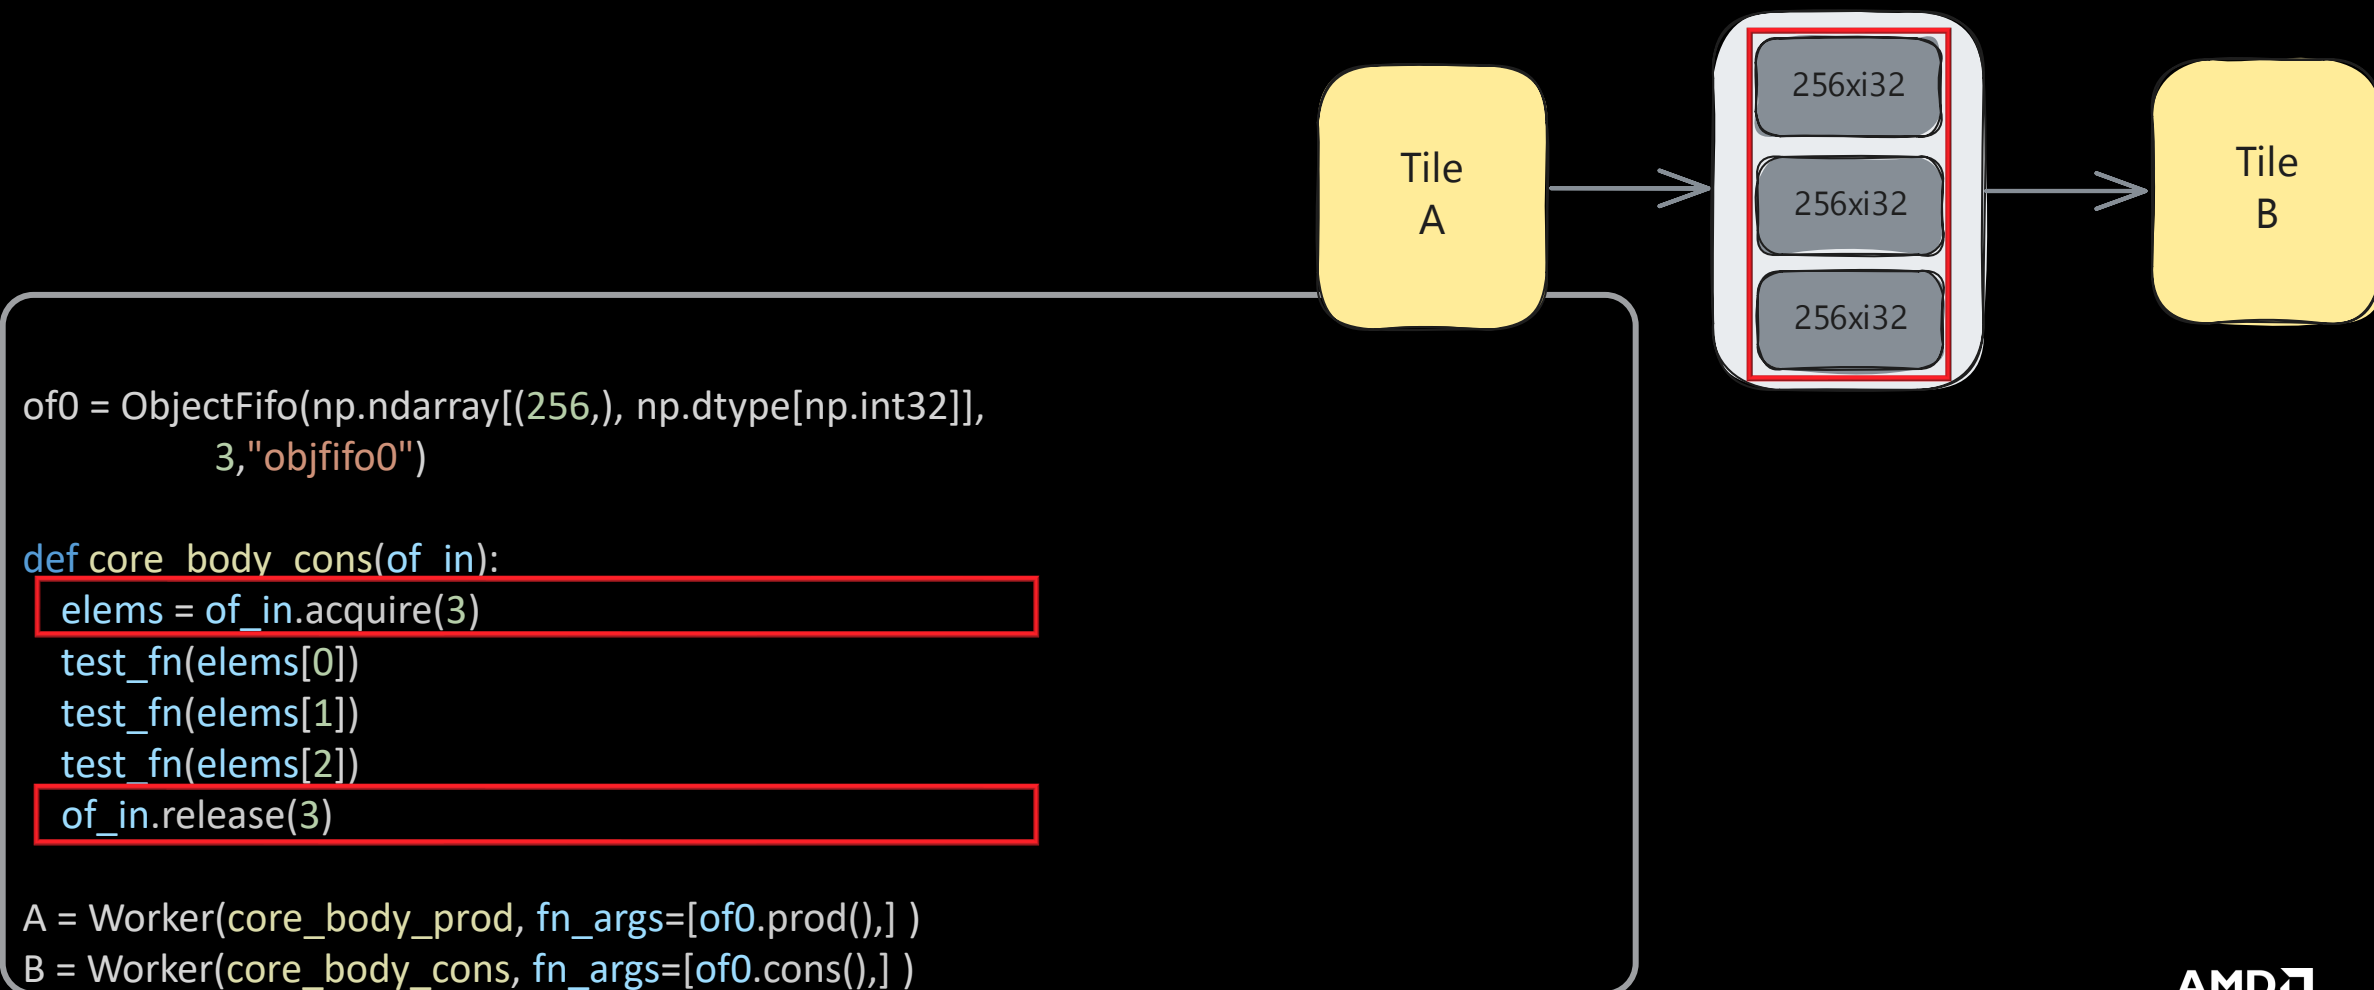 256xi32
256xi32
256xi32
Tile
A
Tile
B
of0 = ObjectFifo(np.ndarray[(256,), np.dtype[np.int32]],
3,"objfifo0")
def core_body_cons(of_in):
elems = of_in.acquire(3)
test_fn(elems[0])
test_fn(elems[1])
test_fn(elems[2])
of_in.release(3)
A = Worker(core_body_prod, fn_args=[of0.prod(),] )
B = Worker(core_body_cons, fn_args=[of0.cons(),] )
AMD